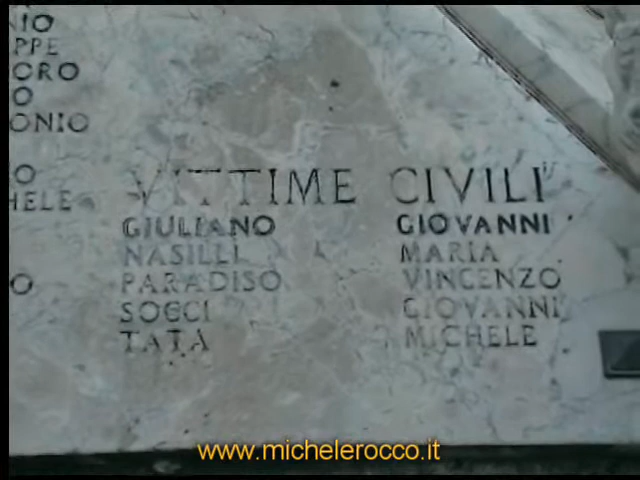 NIO
PPE
ORO
O
ONIO
O
HELE
O
VITTIME CIVILI
GIULIANO GIOVANNI
NASILLI MARIA
PARADISO VINCENZO
SOCCI GIOVANNI
TATA MICHELE
www.michelerocco.it